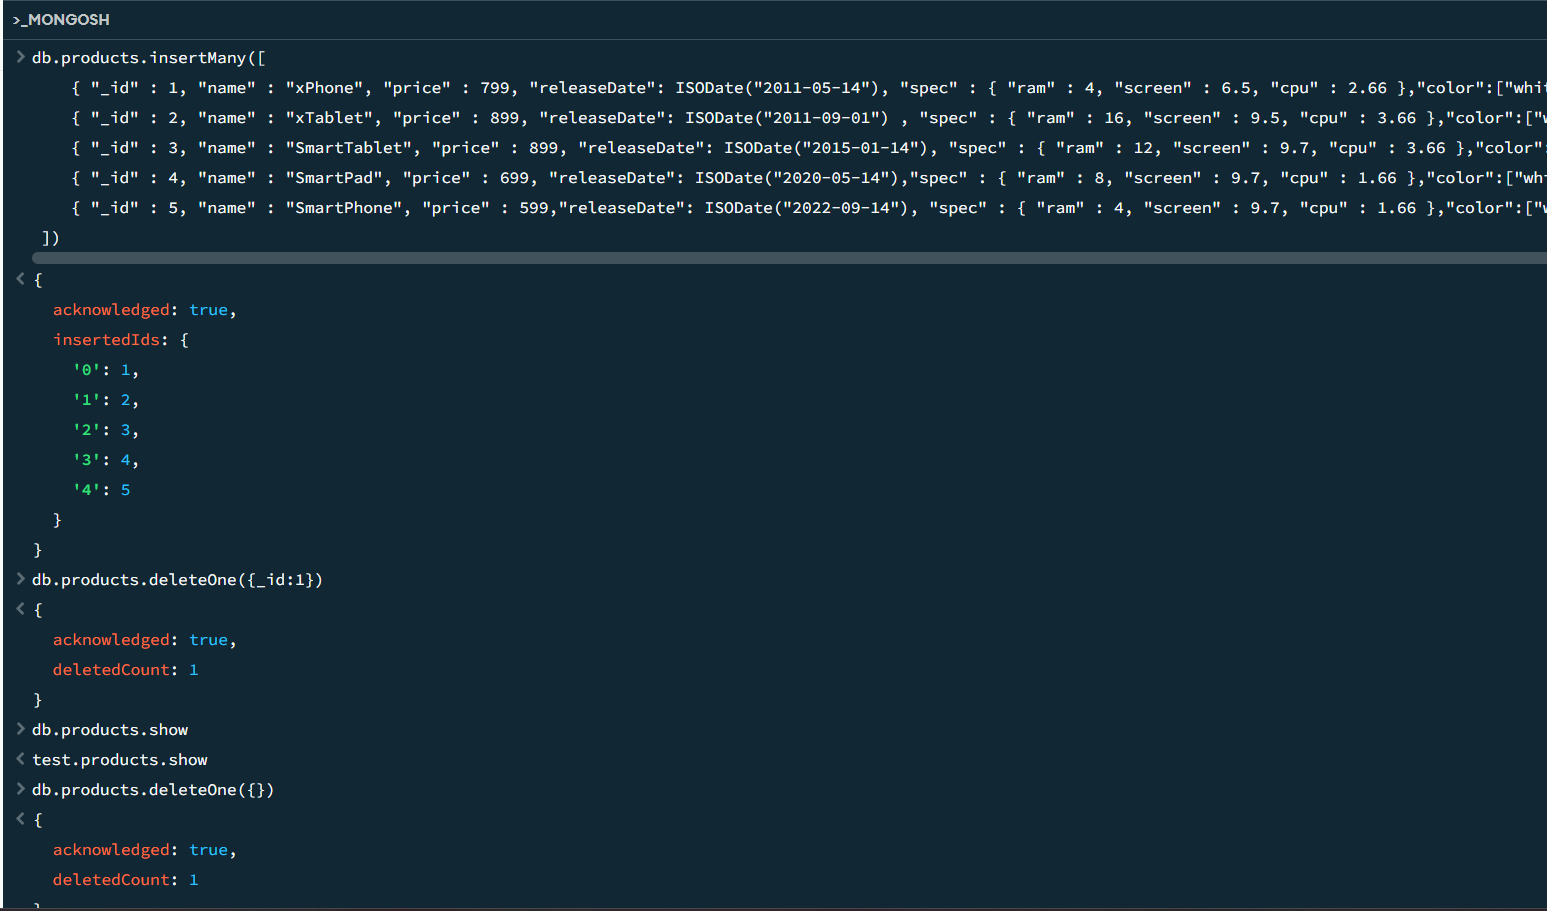 >_MONGOSH
> db.products.insertMany([
{ "_id" : 1, "name" : "xPhone", "price" : 799, "releaseDate": ISODate("2011-05-14"), "spec" : { "ram" : 4, "screen" : 6.5, "cpu" : 2.66 },"color":["whit
{ "_id" : 2, "name" : "xTablet", "price" : 899, "releaseDate": ISODate("2011-09-01") , "spec" : { "ram" : 16, "screen" : 9.5, "cpu" : 3.66 },"color":["w
{ "_id" : 3, "name" : "SmartTablet", "price" : 899, "releaseDate": ISODate("2015-01-14"), "spec" : { "ram" : 12, "screen" : 9.7, "cpu" : 3.66 },"color":
{ "_id" : 4, "name" : "SmartPad", "price" : 699, "releaseDate": ISODate("2020-05-14"),"spec" : { "ram" : 8, "screen" : 9.7, "cpu" : 1.66 },"color":["whi
{ "_id" : 5, "name" : "SmartPhone", "price" : 599,"releaseDate": ISODate("2022-09-14"), "spec" : { "ram" : 4, "screen" : 9.7, "cpu" : 1.66 },"color":["w
])
< {
acknowledged: true,
insertedIds: {
'0': 1,
'1': 2,
'2': 3,
'3': 4,
'4': 5
}
}
> db.products.deleteOne({_id:1})
< {
acknowledged: true,
deletedCount: 1
}
> db.products.show
< test.products.show
> db.products.deleteOne({})
< {
acknowledged: true,
deletedCount: 1